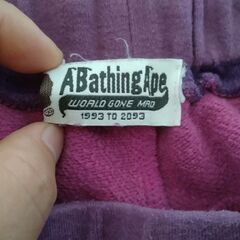 A Bathing Ape
WORLD GONE MAD
1993 TO 2093